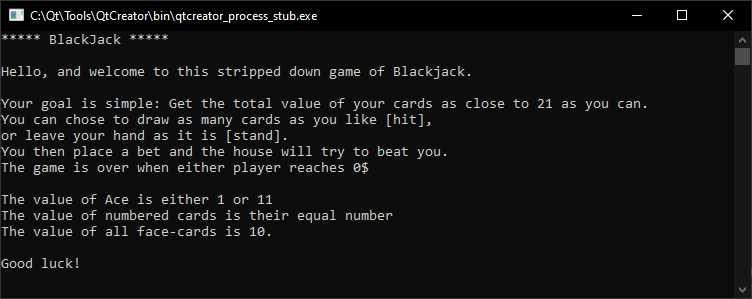 C:\Qt\Tools\QtCreator\bin\qtcreator_process_stub.exe
***** BlackJack *****
Hello, and welcome to this stripped down game of Blackjack.
Your goal is simple: Get the total value of your cards as close to 21 as you can.
You can chose to draw as many cards as you like [hit],
or leave your hand as it is [stand].
You then place a bet and the house will try to beat you.
The game is over when either player reaches 0$
The value of Ace is either 1 or 11
The value of numbered cards is their equal number
The value of all face-cards is 10.
Good luck!